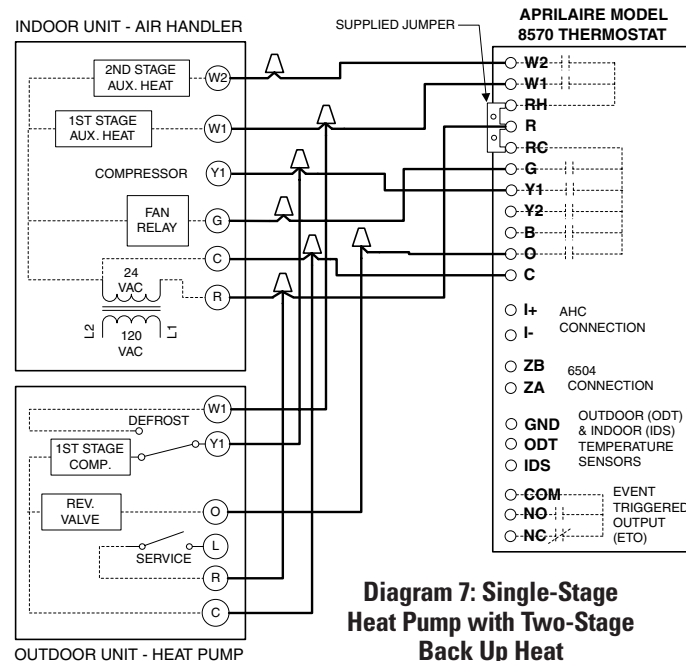 INDOOR UNIT - AIR HANDLER
2ND STAGE
AUX. HEAT
W2
1ST STAGE
AUX. HEAT
W1
COMPRESSOR
Y1
FAN
RELAY
G
C
24
VAC
R
L2
120
VAC
L1
SUPPLIED JUMPER
APRILAIRE MODEL
8570 THERMOSTAT
W2
W1
RH
R
RC
G
Y1
Y2
B
O
C
I+
I-
AHC
CONNECTION
ZB
ZA
6504
CONNECTION
GND
ODT
IDS
OUTDOOR (ODT)
& INDOOR (IDS)
TEMPERATURE
SENSORS
COM
NO
NC
EVENT
TRIGGERED
OUTPUT
(ETO)
W1
DEFROST
Y1
1ST STAGE
COMP.
REV.
VALVE
O
L
SERVICE
R
C
OUTDOOR UNIT - HEAT PUMP
Diagram 7: Single-Stage
Heat Pump with Two-Stage
Back Up Heat